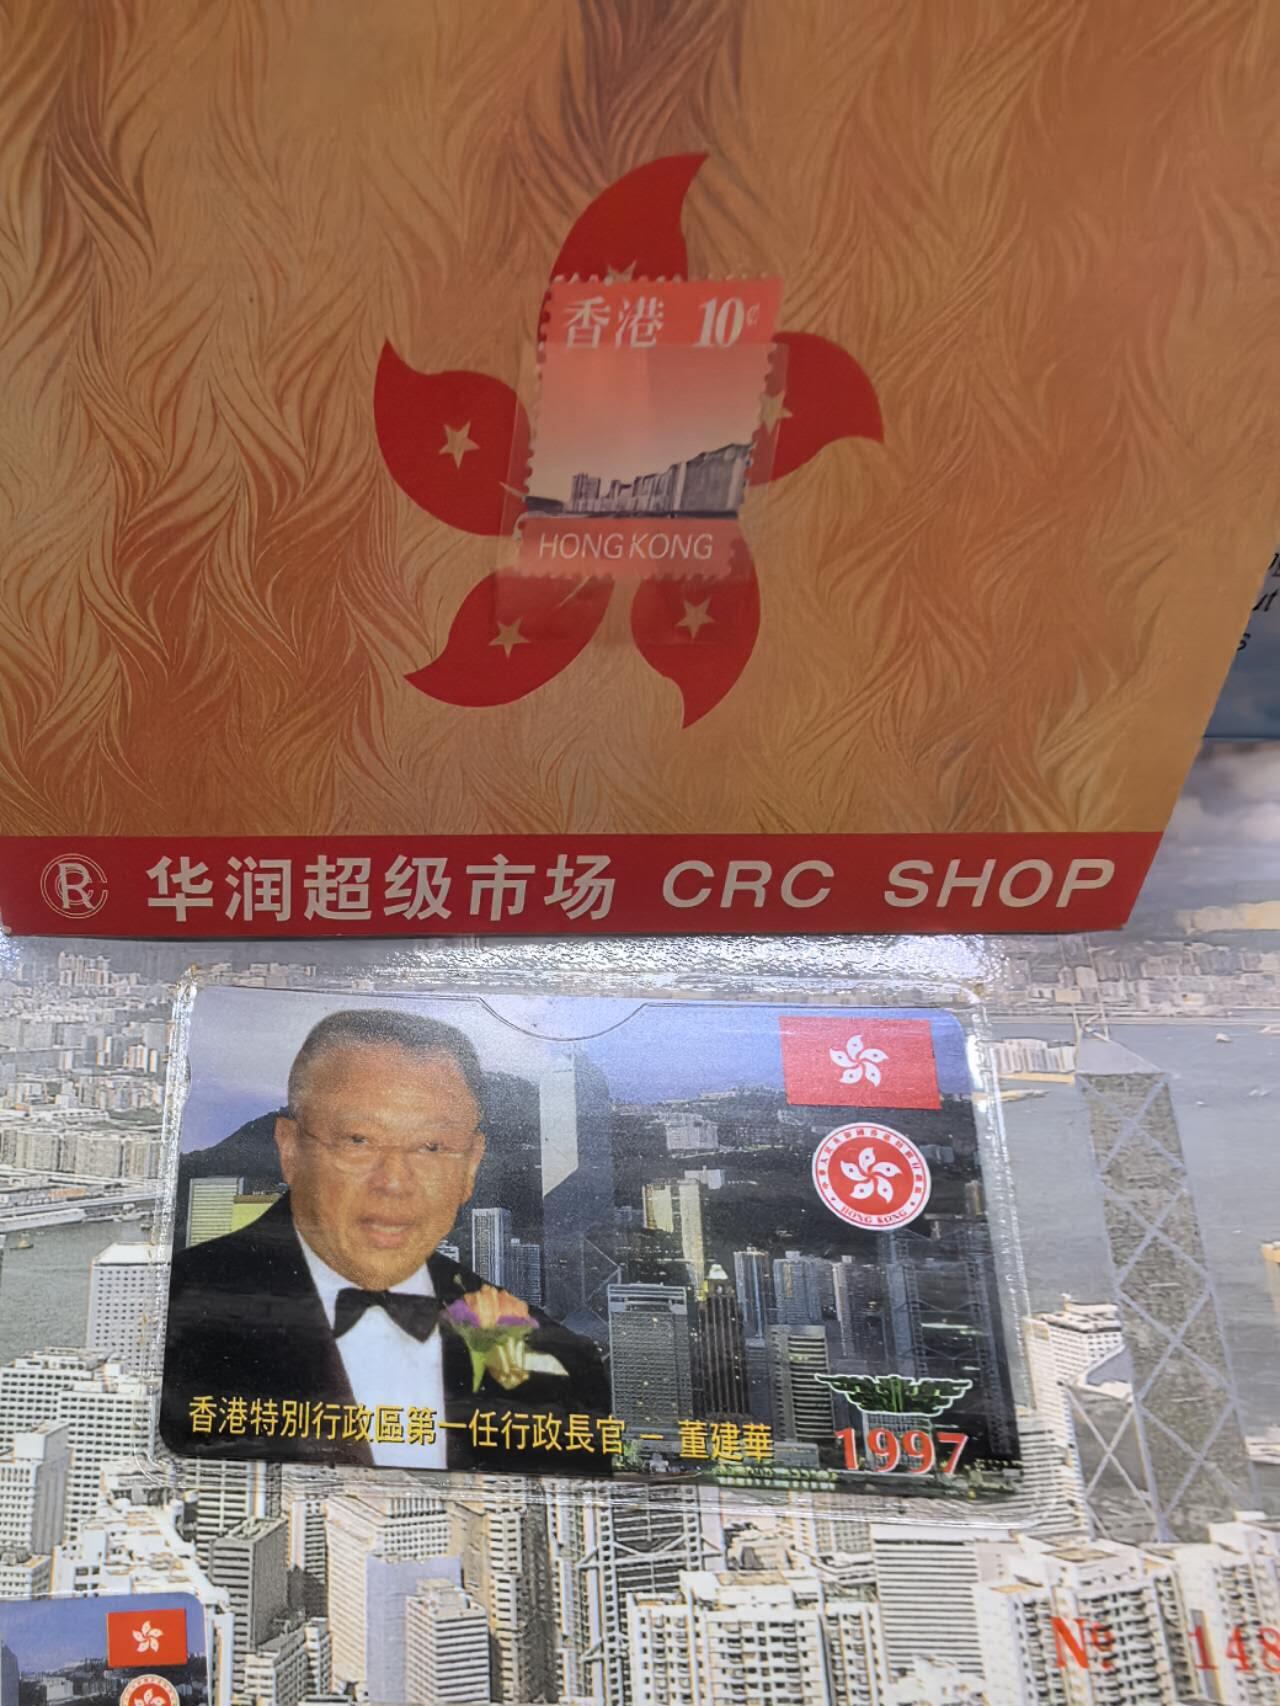 香港 10¢
HONG KONG
华润超级市场 CRC SHOP
HONG KONG
香港特別行政區第一任行政長官 — 董建華
1997
№ 148